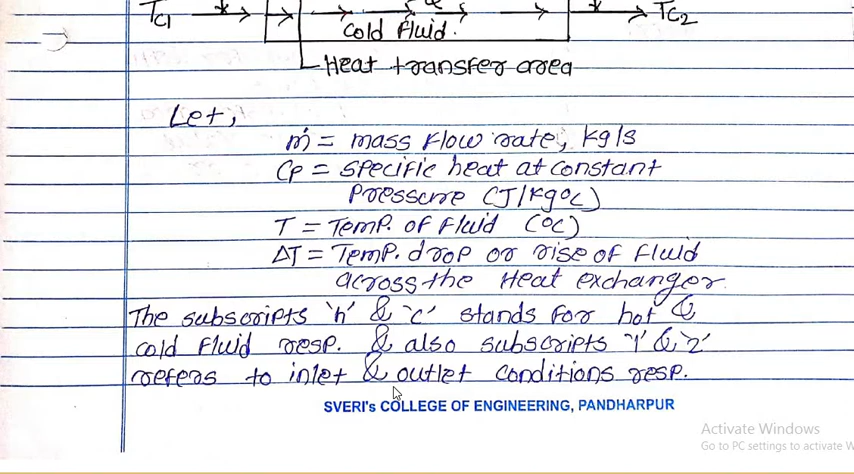 Tc1 Tc2
Cold Fluid.
Heat transfer area
Let,
ṁ = mass flow rate, kg/s
Cp = Specific heat at constant
Pressure (J/kg°C)
T = Temp. of Fluid (°C)
ΔT = Temp. drop or rise of Fluid
across the Heat exchanger.
The subscripts 'h' & 'c' stands for hot &
cold Fluid resp. & also subscripts '1' & '2'
refers to inlet & outlet conditions resp.
SVERI's COLLEGE OF ENGINEERING, PANDHARPUR
Activate Windows
Go to PC settings to activate W